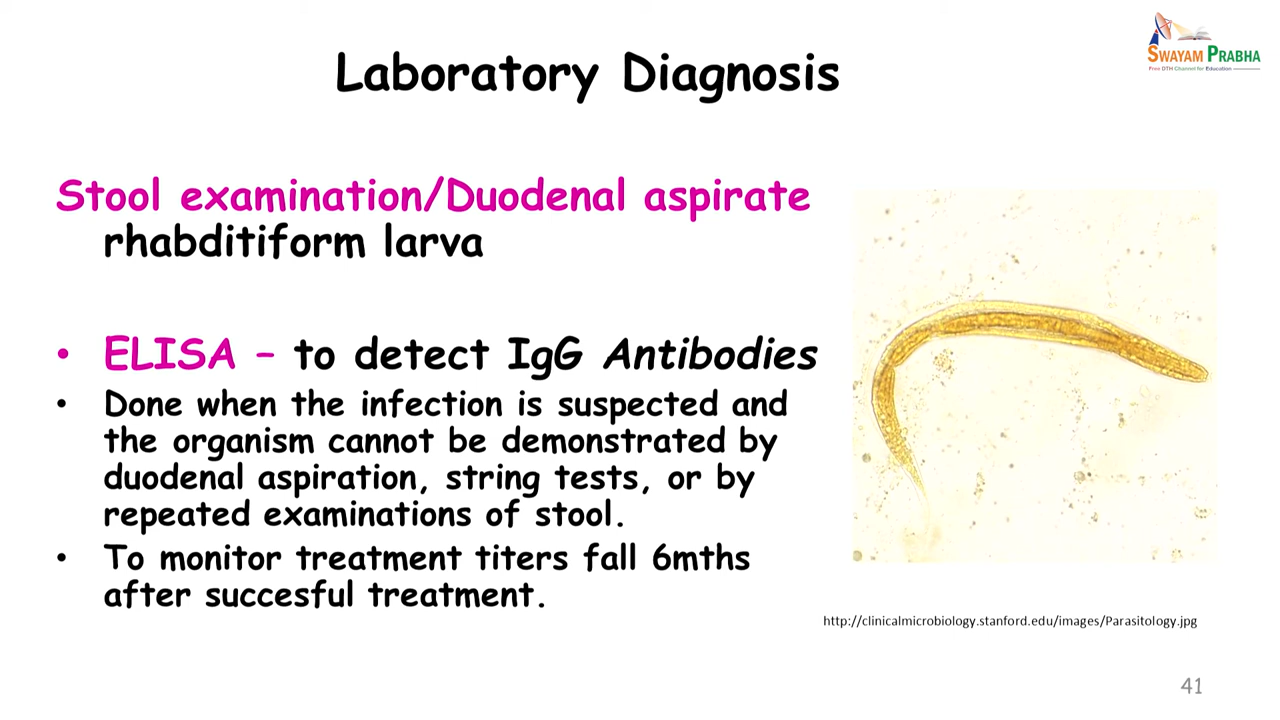 Laboratory Diagnosis
SWAYAM PRABHA
Free DTH Channel for Education
Stool examination/Duodenal aspirate
rhabditiform larva
• ELISA – to detect IgG Antibodies
• Done when the infection is suspected and
the organism cannot be demonstrated by
duodenal aspiration, string tests, or by
repeated examinations of stool.
• To monitor treatment titers fall 6mths
after succesful treatment.
http://clinicalmicrobiology.stanford.edu/images/Parasitology.jpg
41